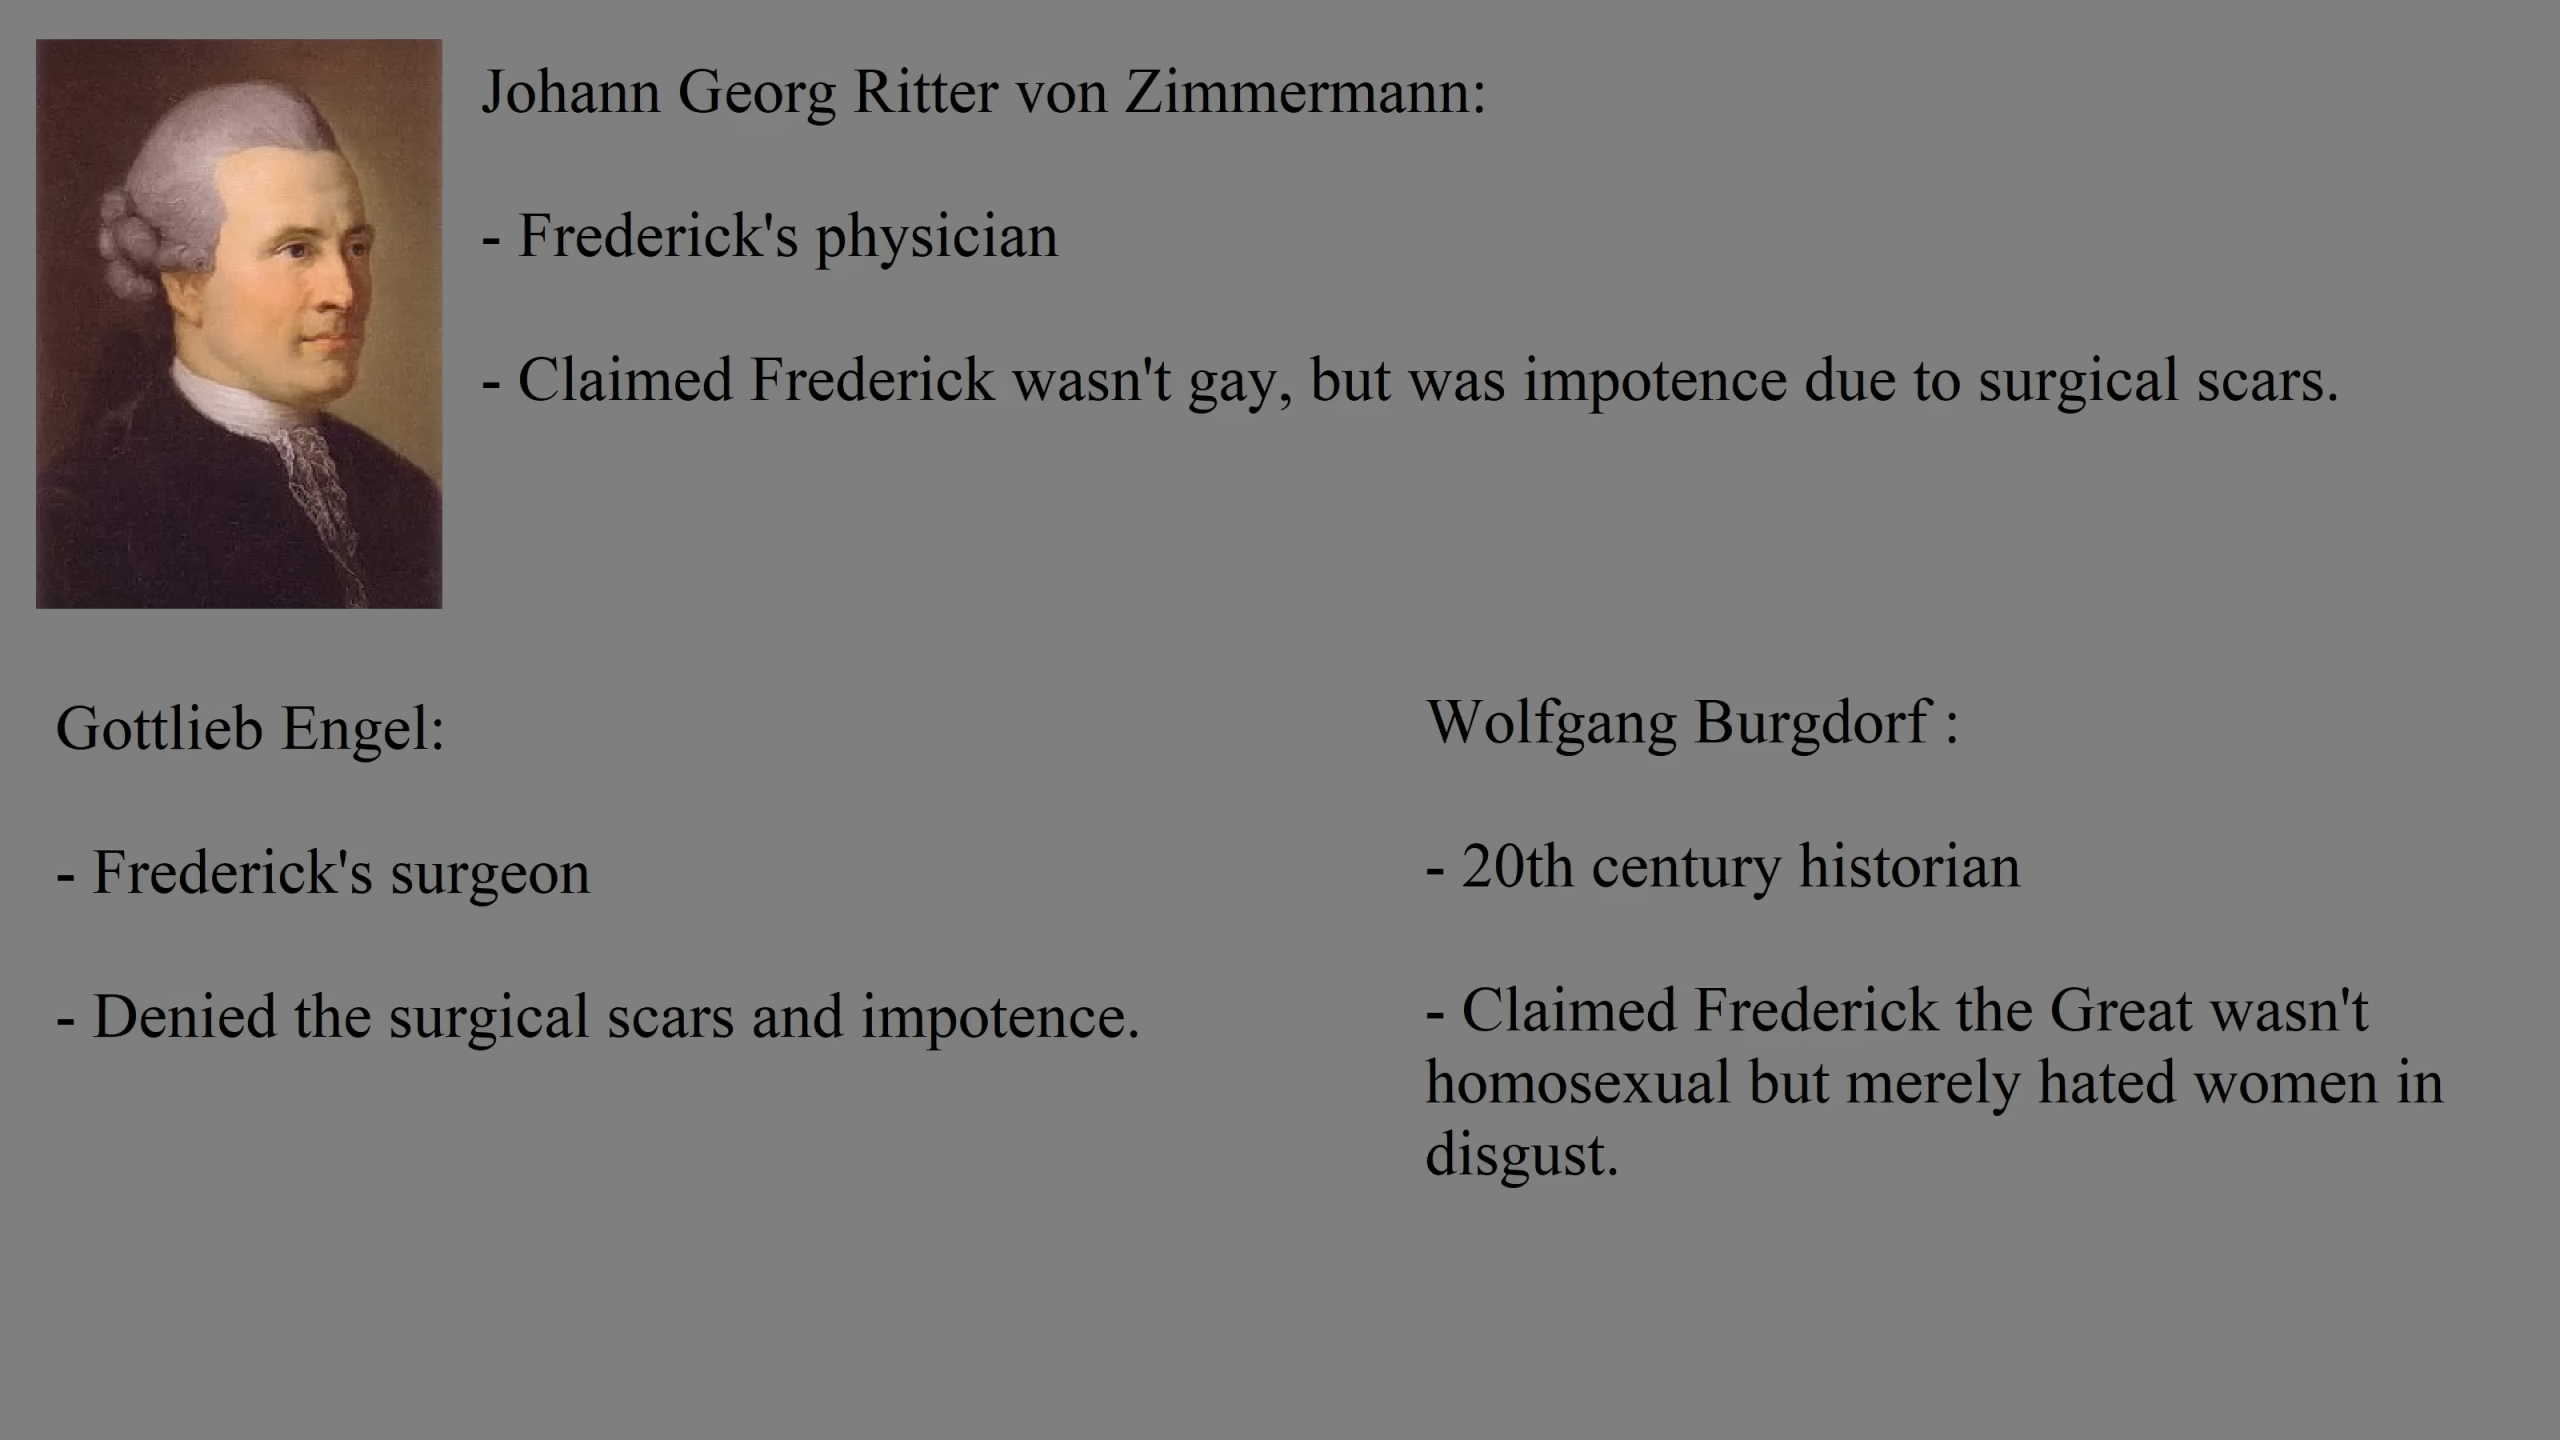 Johann Georg Ritter von Zimmermann:
- Frederick's physician
- Claimed Frederick wasn't gay, but was impotence due to surgical scars.
Gottlieb Engel:
- Frederick's surgeon
- Denied the surgical scars and impotence.
Wolfgang Burgdorf :
- 20th century historian
- Claimed Frederick the Great wasn't
homosexual but merely hated women in
disgust.